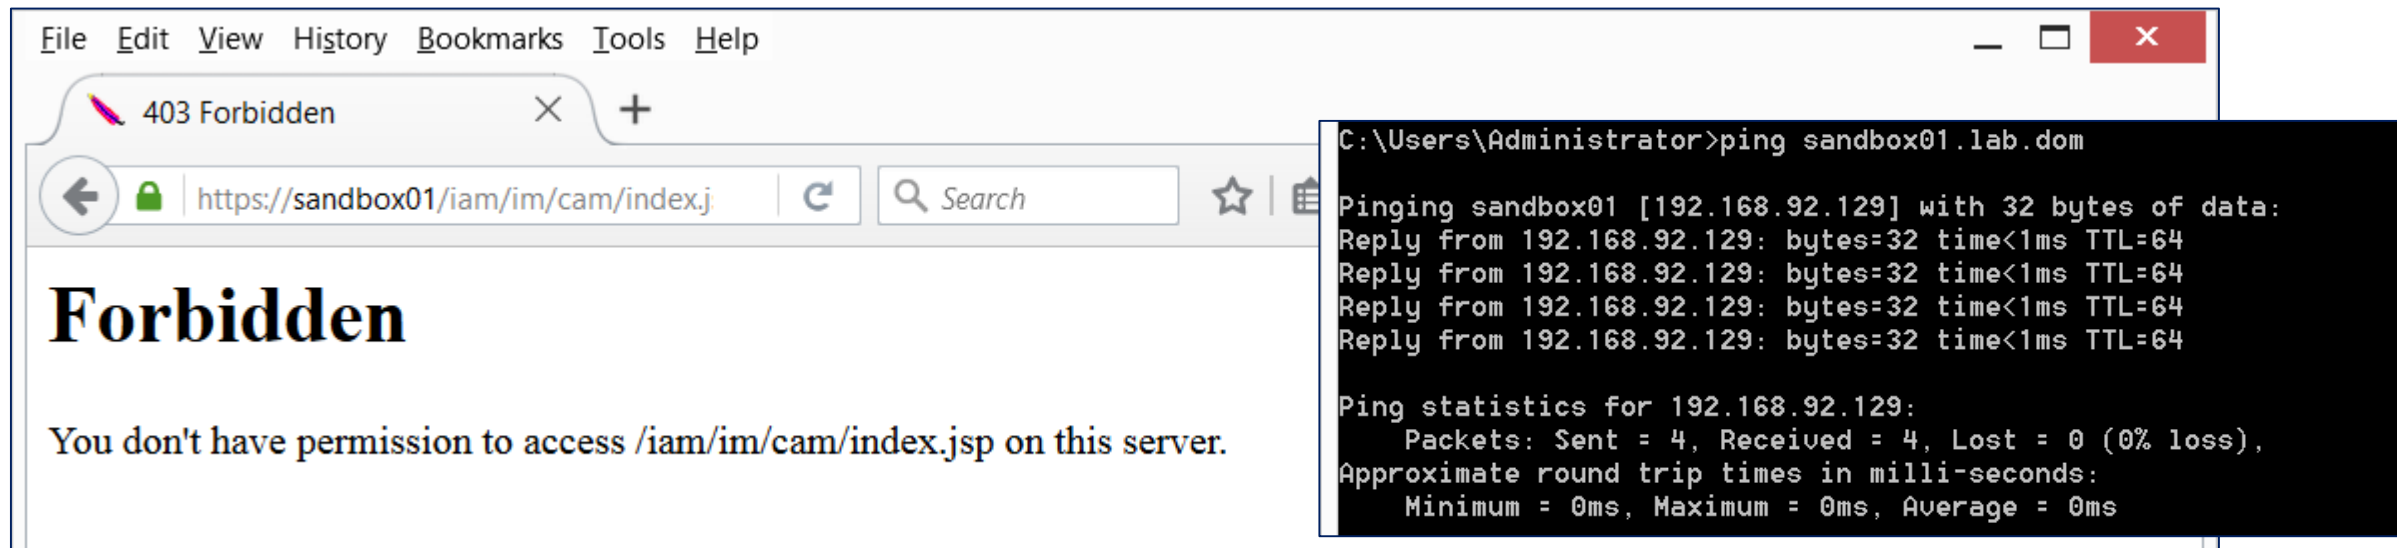 File Edit View History Bookmarks Tools Help
403 Forbidden
https://sandbox01/iam/im/cam/index.j
Search
Forbidden
You don't have permission to access /iam/im/cam/index.jsp on this server.
C:\Users\Administrator>ping sandbox01.lab.dom
Pinging sandbox01 [192.168.92.129] with 32 bytes of data:
Reply from 192.168.92.129: bytes=32 time<1ms TTL=64
Reply from 192.168.92.129: bytes=32 time<1ms TTL=64
Reply from 192.168.92.129: bytes=32 time<1ms TTL=64
Reply from 192.168.92.129: bytes=32 time<1ms TTL=64
Ping statistics for 192.168.92.129:
Packets: Sent = 4, Received = 4, Lost = 0 (0% loss),
Approximate round trip times in milli-seconds:
Minimum = 0ms, Maximum = 0ms, Average = 0ms